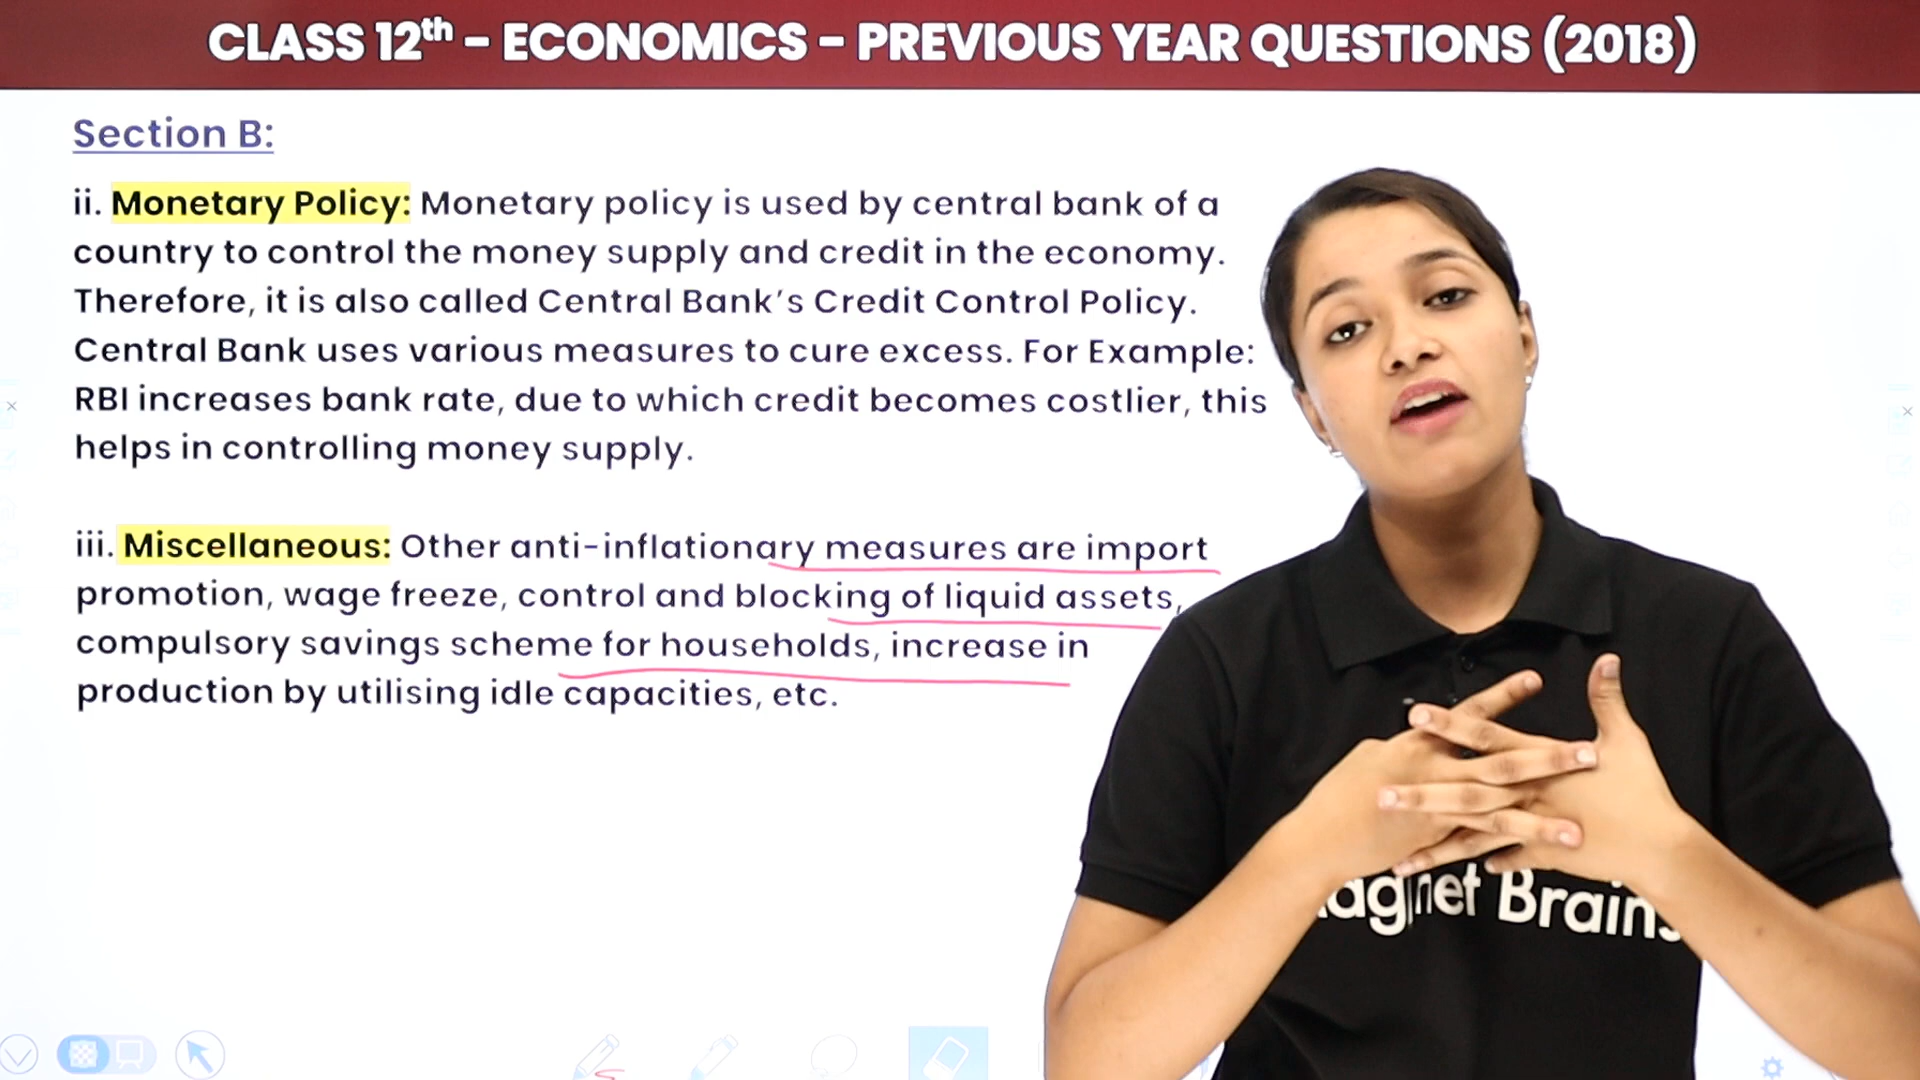 CLASS 12th - ECONOMICS - PREVIOUS YEAR QUESTIONS (2018)
Section B:
ii. Monetary Policy: Monetary policy is used by central bank of a
country to control the money supply and credit in the economy.
Therefore, it is also called Central Bank's Credit Control Policy.
Central Bank uses various measures to cure excess. For Example:
RBI increases bank rate, due to which credit becomes costlier, this
helps in controlling money supply.
iii. Miscellaneous: Other anti-inflationary measures are import
promotion, wage freeze, control and blocking of liquid assets,
compulsory savings scheme for households, increase in
production by utilising idle capacities, etc.
Brains